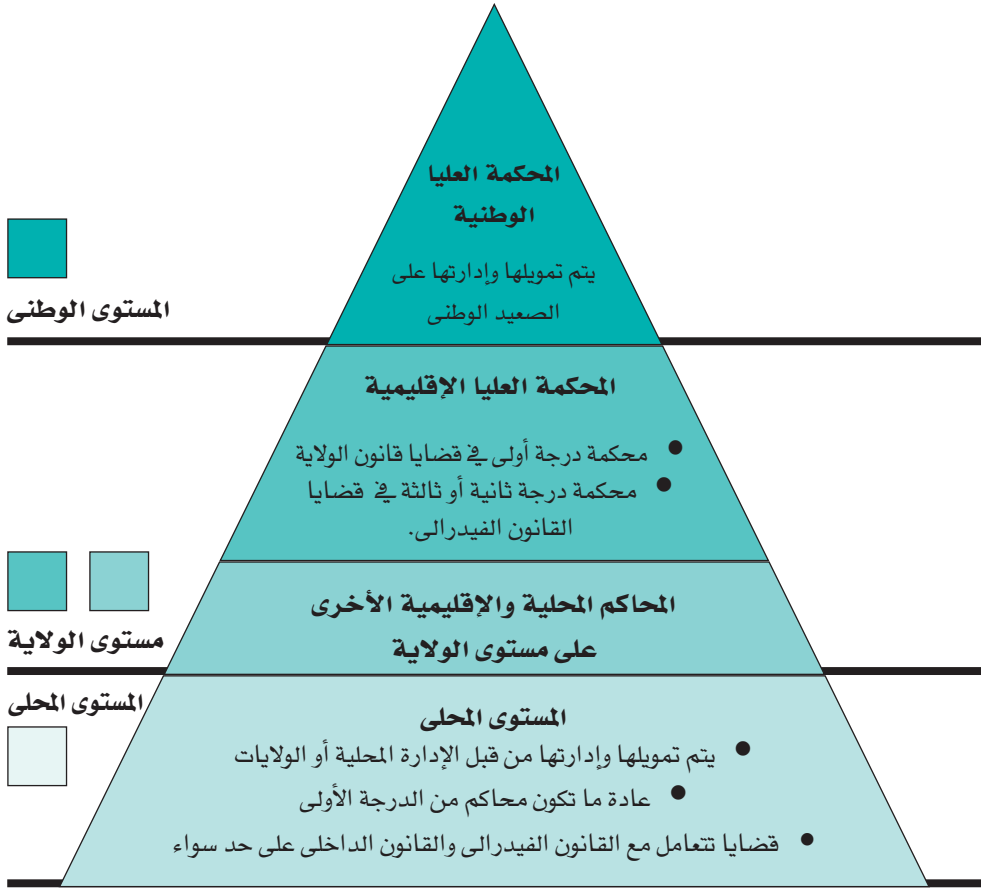 المحكمة العليا
الوطنية
يتم تمويلها وإدارتها على
الصعيد الوطنى
المستوى الوطنى
المحكمة العليا الإقليمية
● محكمة درجة أولى في قضايا قانون الولاية
● محكمة درجة ثانية أو ثالثة في قضايا
القانون الفيدرالى.
المحاكم المحلية والإقليمية الأخرى
على مستوى الولاية
مستوى الولاية
المستوى المحلى
المستوى المحلى
● يتم تمويلها وإدارتها من قبل الإدارة المحلية أو الولايات
● عادة ما تكون محاكم من الدرجة الأولى
● قضايا تتعامل مع القانون الفيدرالى والقانون الداخلى على حد سواء